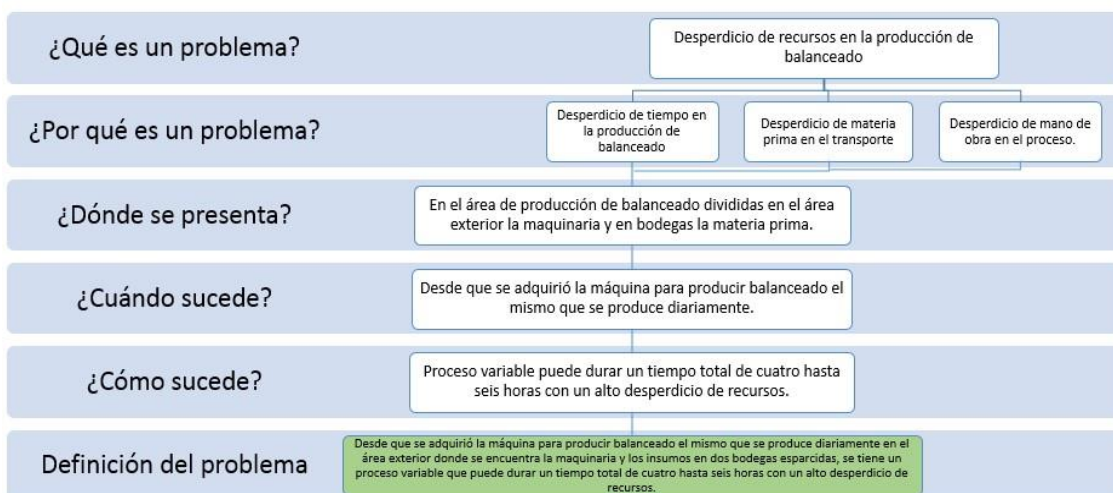 ¿Qué es un problema?
Desperdicio de recursos en la producción de
balanceado
¿Por qué es un problema?
Desperdicio de tiempo en
la producción de
balanceado
Desperdicio de materia
prima en el transporte
Desperdicio de mano de
obra en el proceso.
¿Dónde se presenta?
En el área de producción de balanceado divididas en el área
exterior la maquinaria y en bodegas la materia prima.
¿Cuándo sucede?
Desde que se adquirió la máquina para producir balanceado el
mismo que se produce diariamente.
¿Cómo sucede?
Proceso variable puede durar un tiempo total de cuatro hasta
seis horas con un alto desperdicio de recursos.
Definición del problema
Desde que se adquirió la máquina para producir balanceado el mismo que se produce diariamente en el
área exterior donde se encuentra la maquinaria y los insumos en dos bodegas esparcidas, se tiene un
proceso variable que puede durar un tiempo total de cuatro hasta seis horas con un alto desperdicio de
recursos.